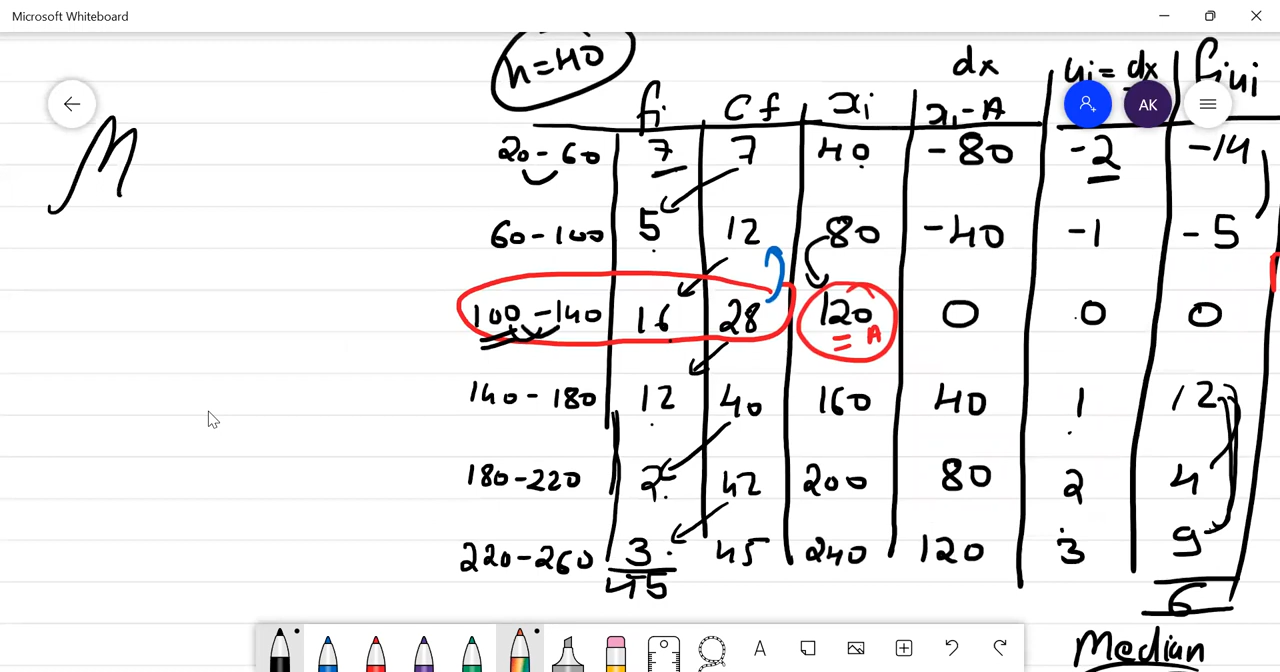 Microsoft Whiteboard
h=40
dx
ui = dx
fiui
fi
Cf
xi
xi-A
AK
M
20-60 7 7 40 -80 -2 -14
60-100 5 12 80 -40 -1 -5
100-140 16 28 120 0 0 0
= A
140-180 12 40 160 40 1 12
180-220 2 42 200 80 2 4
220-260 3 45 240 120 3 9
45
6
Median
A